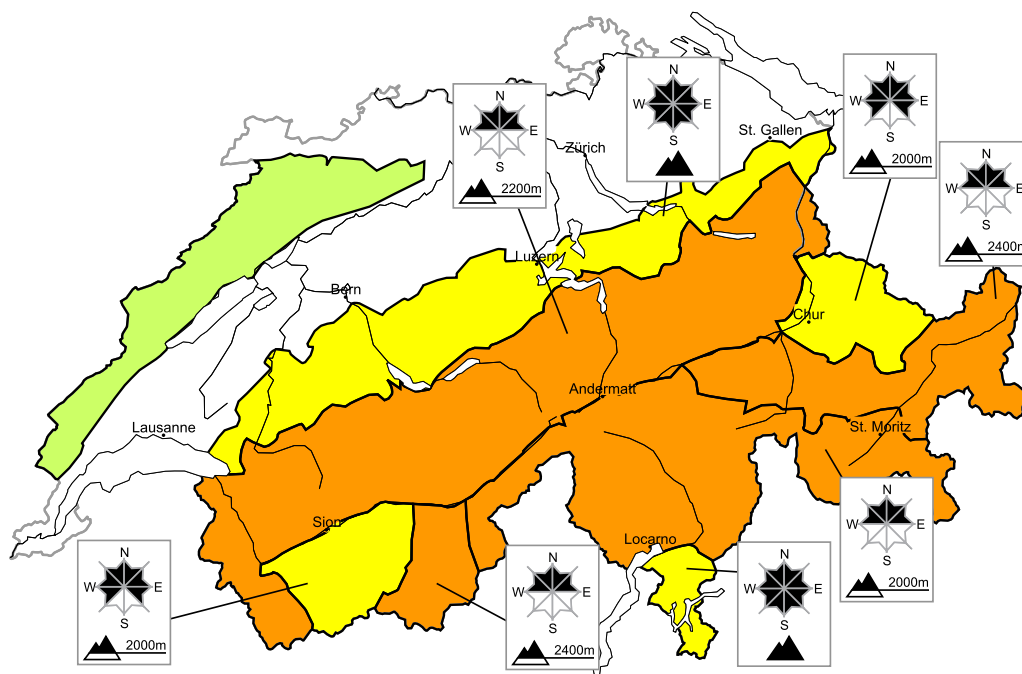 N
W E
S
2200m
N
W E
S
N
W E
S
2000m
N
W E
S
2400m
St. Gallen
Zürich
Luzern
Bern
Chur
Andermatt
Lausanne
St. Moritz
Sion
Locarno
N
W E
S
2000m
N
W E
S
2000m
N
W E
S
2400m
N
W E
S